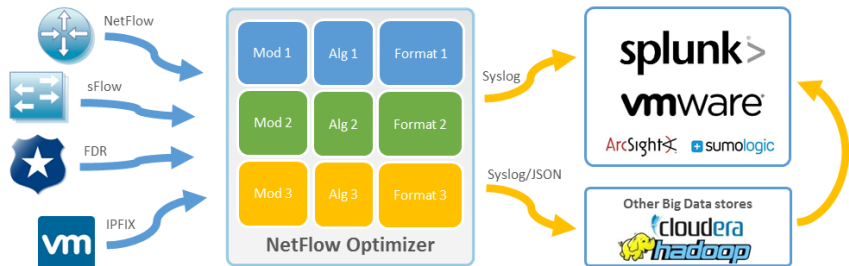 NetFlow
sFlow
FDR
vm
IPFIX
Mod 1
Alg 1
Format 1
Mod 2
Alg 2
Format 2
Mod 3
Alg 3
Format 3
NetFlow Optimizer
Syslog
Syslog/JSON
splunk>
vmware®
ArcSight
sumologic
Other Big Data stores
cloudera
hadoop